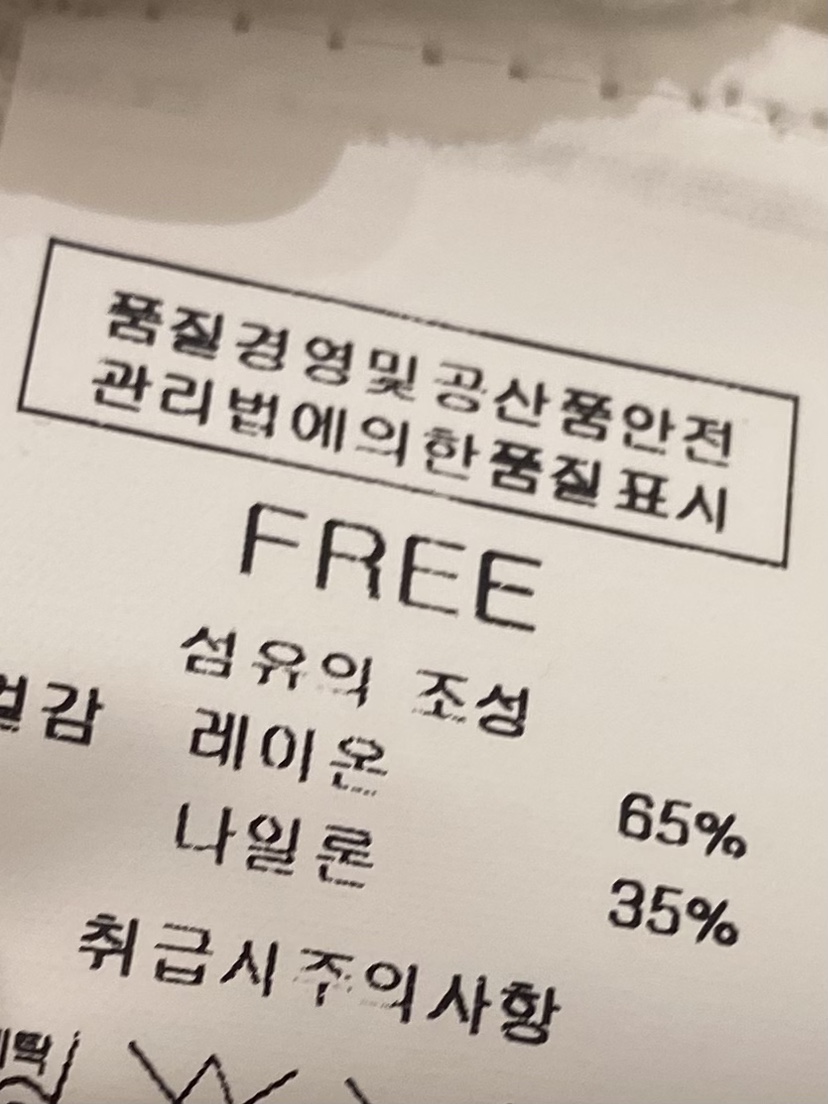 품질경영및공산품안전
관리법에의한품질표시
FREE
섬유의 조성
겉감 레이온 65%
나일론 35%
취급시주의사항